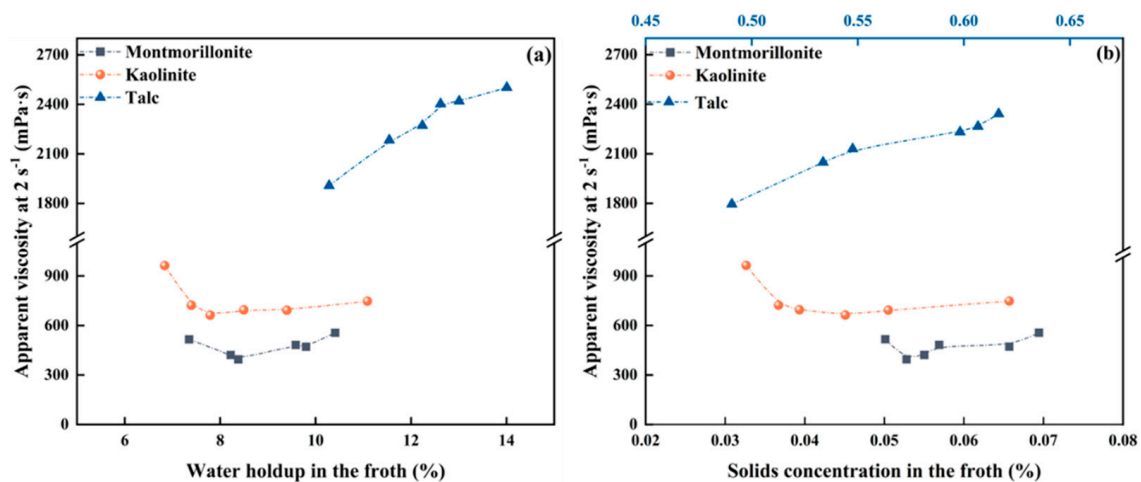 0.45 0.50 0.55 0.60 0.65
2700
2400
2100
1800
900
600
300
0
Apparent viscosity at 2 s⁻¹ (mPa·s)
Montmorillonite
Kaolinite
Talc
(a)
6 8 10 12 14
Water holdup in the froth (%)
2700
2400
2100
1800
900
600
300
0
Apparent viscosity at 2 s⁻¹ (mPa·s)
Montmorillonite
Kaolinite
Talc
(b)
0.02 0.03 0.04 0.05 0.06 0.07 0.08
Solids concentration in the froth (%)